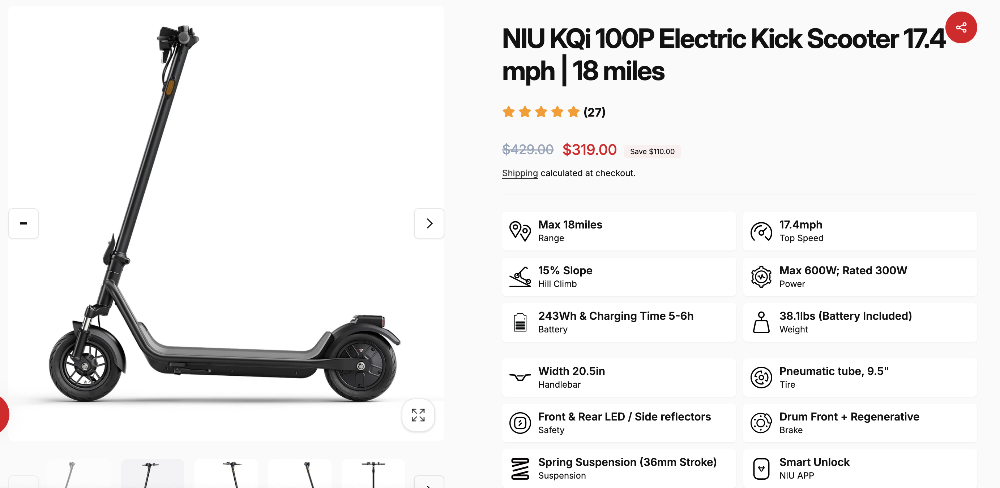 NIU KQi 100P Electric Kick Scooter 17.4
mph | 18 miles
(27)
$429.00 $319.00 Save $110.00
Shipping calculated at checkout.
Max 18miles
Range
17.4mph
Top Speed
15% Slope
Hill Climb
Max 600W; Rated 300W
Power
243Wh & Charging Time 5-6h
Battery
38.1lbs (Battery Included)
Weight
Width 20.5in
Handlebar
Pneumatic tube, 9.5"
Tire
Front & Rear LED / Side reflectors
Safety
Drum Front + Regenerative
Brake
Spring Suspension (36mm Stroke)
Suspension
Smart Unlock
NIU APP